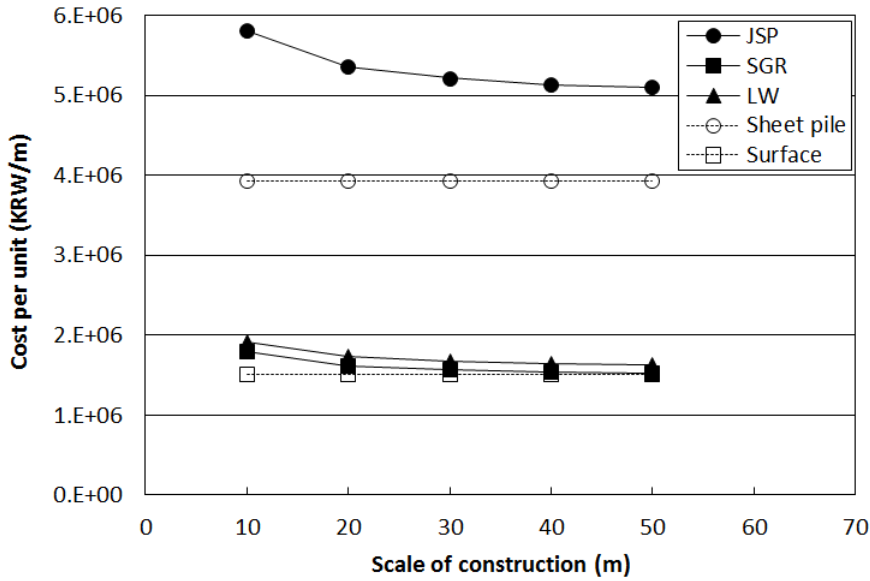 6.E+06
5.E+06
4.E+06
3.E+06
2.E+06
1.E+06
0.E+00
Cost per unit (KRW/m)
JSP
SGR
LW
Sheet pile
Surface
0 10 20 30 40 50 60 70
Scale of construction (m)